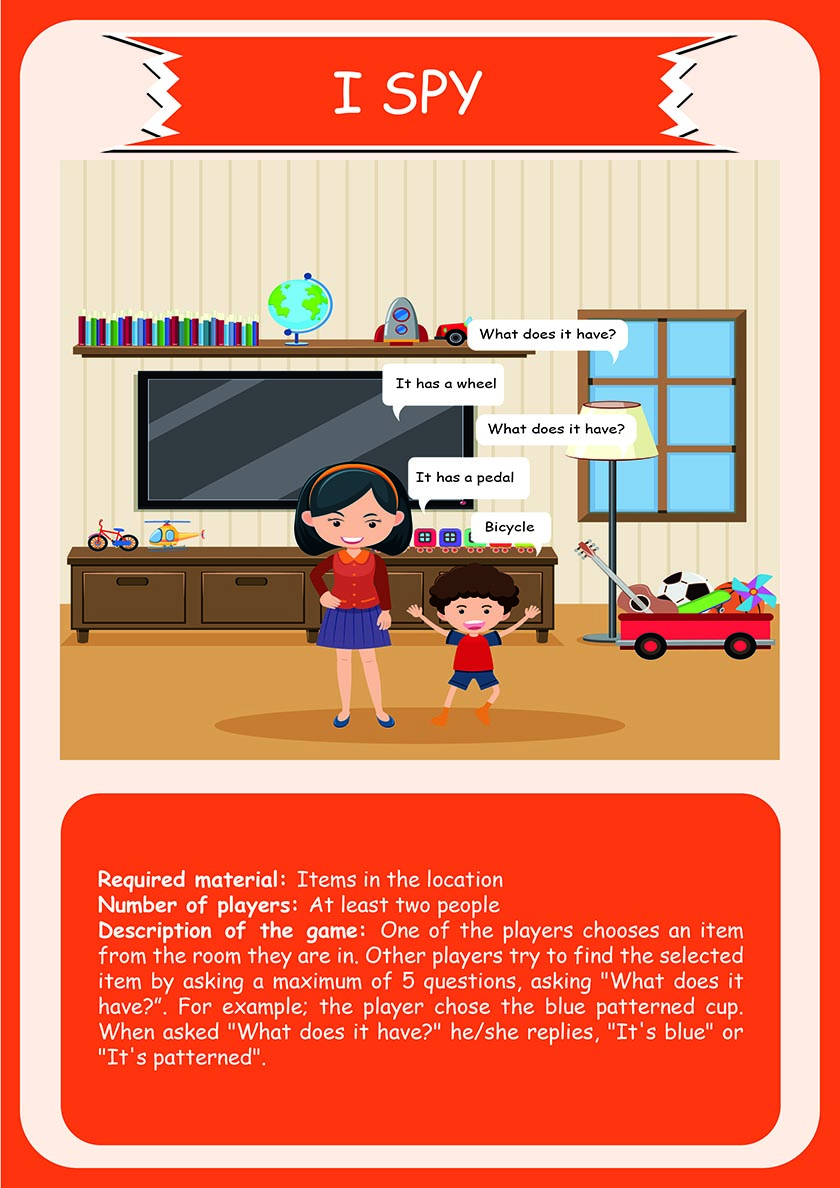 I SPY
What does it have?
It has a wheel
What does it have?
It has a pedal
Bicycle
Required material: Items in the location
Number of players: At least two people
Description of the game: One of the players chooses an item
from the room they are in. Other players try to find the selected
item by asking a maximum of 5 questions, asking "What does it
have?”. For example; the player chose the blue patterned cup.
When asked "What does it have?" he/she replies, "It's blue" or
"It's patterned".